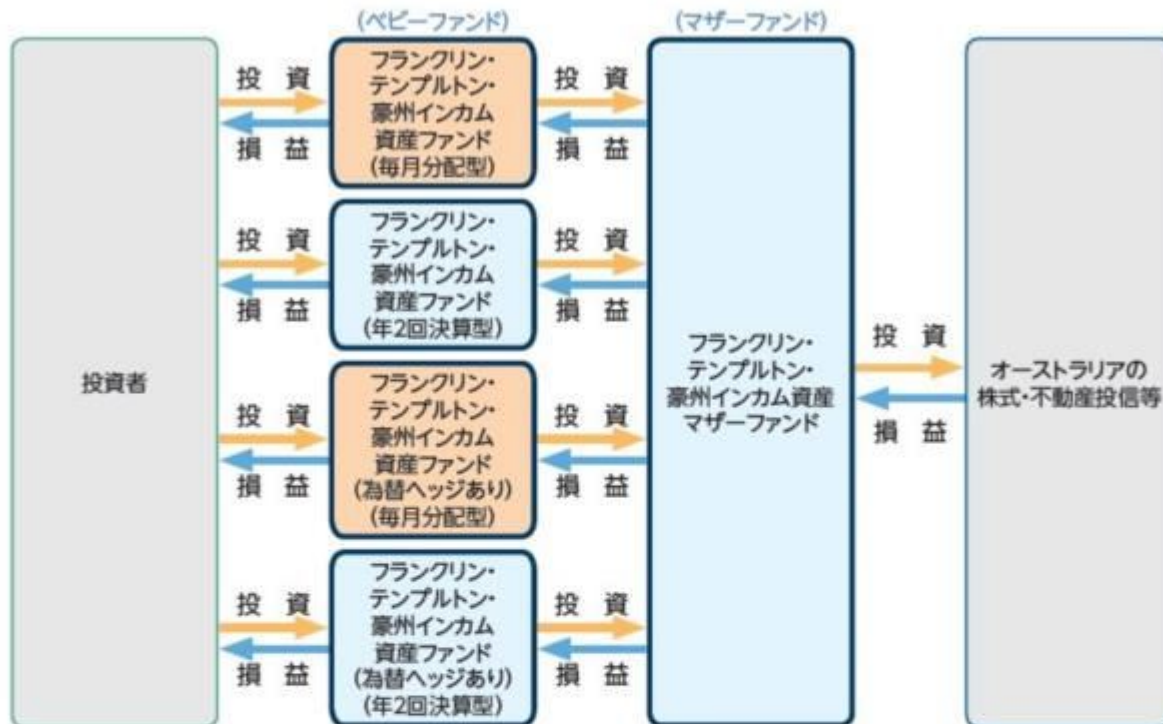 (ベビーファンド)
(マザーファンド)
投資者
投 資
損 益
フランクリン・
テンプルトン・
豪州インカム
資産ファンド
(毎月分配型)
投 資
損 益
投 資
損 益
フランクリン・
テンプルトン・
豪州インカム
資産ファンド
(年2回決算型)
投 資
損 益
投 資
損 益
フランクリン・
テンプルトン・
豪州インカム
資産ファンド
(為替ヘッジあり)
(毎月分配型)
投 資
損 益
投 資
損 益
フランクリン・
テンプルトン・
豪州インカム
資産ファンド
(為替ヘッジあり)
(年2回決算型)
投 資
損 益
フランクリン・
テンプルトン・
豪州インカム資産
マザーファンド
投 資
損 益
オーストラリアの
株式・不動産投信等